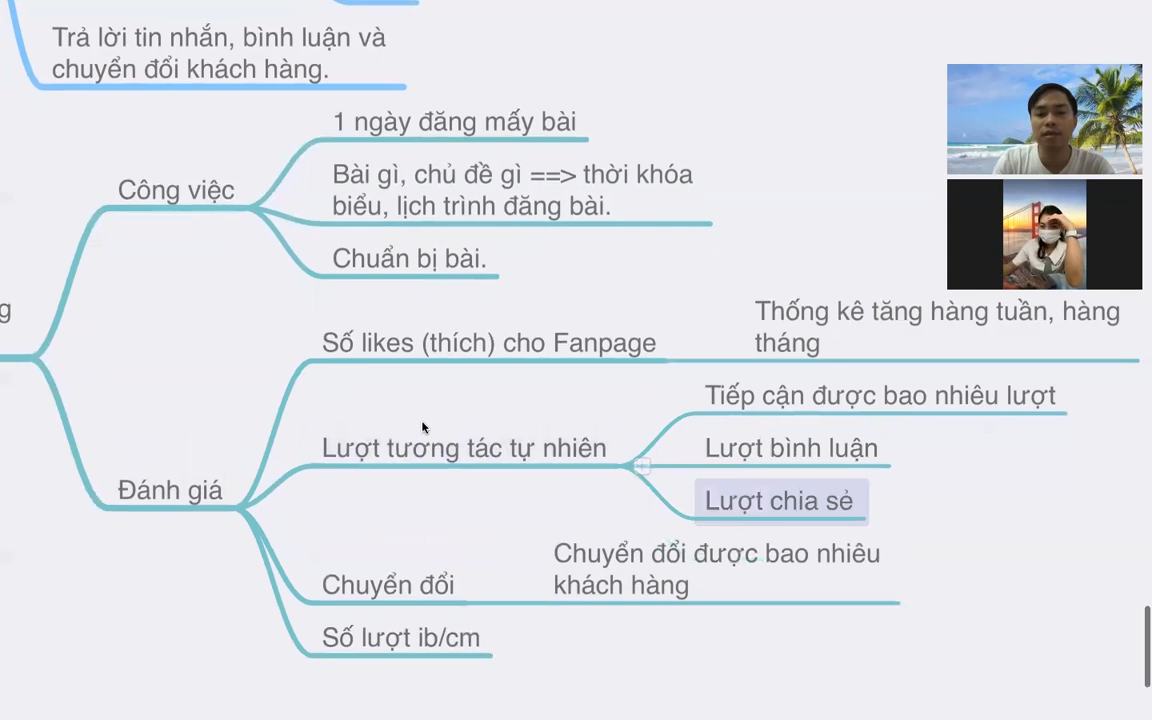 Trả lời tin nhắn, bình luận và
chuyển đổi khách hàng.
1 ngày đăng mấy bài
Công việc
Bài gì, chủ đề gì ==> thời khóa
biểu, lịch trình đăng bài.
Chuẩn bị bài.
g
Thống kê tăng hàng tuần, hàng
tháng
Số likes (thích) cho Fanpage
Tiếp cận được bao nhiêu lượt
Lượt tương tác tự nhiên
Lượt bình luận
Đánh giá
Lượt chia sẻ
Chuyển đổi được bao nhiêu
khách hàng
Chuyển đổi
Số lượt ib/cm